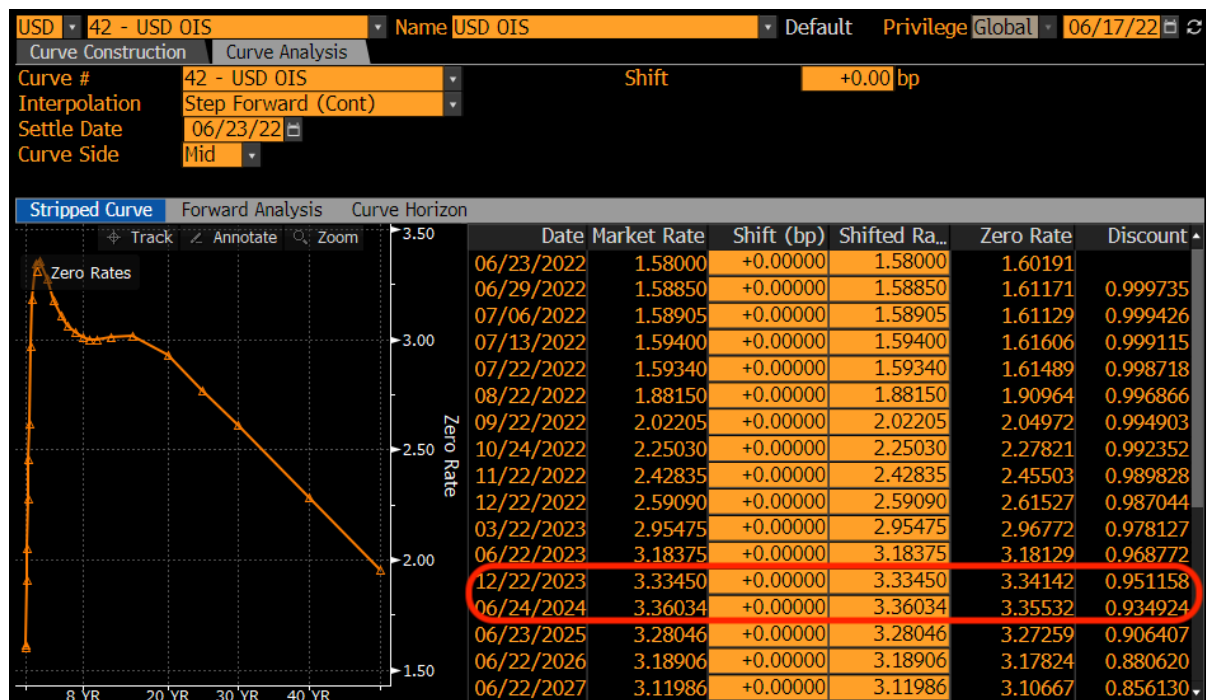 USD 42 - USD OIS Name USD OIS Default Privilege Global 06/17/22
Curve Construction Curve Analysis
Curve # 42 - USD OIS Shift +0.00 bp
Interpolation Step Forward (Cont)
Settle Date 06/23/22
Curve Side Mid
Stripped Curve Forward Analysis Curve Horizon
Track Annotate Zoom
Zero Rates
3.50
3.00
2.50
2.00
1.50
Zero Rate
8 YR 20 YR 30 YR 40 YR
Date Market Rate Shift (bp) Shifted Ra... Zero Rate Discount
06/23/2022 1.58000 +0.00000 1.58000 1.60191
06/29/2022 1.58850 +0.00000 1.58850 1.61171 0.999735
07/06/2022 1.58905 +0.00000 1.58905 1.61129 0.999426
07/13/2022 1.59400 +0.00000 1.59400 1.61606 0.999115
07/22/2022 1.59340 +0.00000 1.59340 1.61489 0.998718
08/22/2022 1.88150 +0.00000 1.88150 1.90964 0.996866
09/22/2022 2.02205 +0.00000 2.02205 2.04972 0.994903
10/24/2022 2.25030 +0.00000 2.25030 2.27821 0.992352
11/22/2022 2.42835 +0.00000 2.42835 2.45503 0.989828
12/22/2022 2.59090 +0.00000 2.59090 2.61527 0.987044
03/22/2023 2.95475 +0.00000 2.95475 2.96772 0.978127
06/22/2023 3.18375 +0.00000 3.18375 3.18129 0.968772
12/22/2023 3.33450 +0.00000 3.33450 3.34142 0.951158
06/24/2024 3.36034 +0.00000 3.36034 3.35532 0.934924
06/23/2025 3.28046 +0.00000 3.28046 3.27259 0.906407
06/22/2026 3.18906 +0.00000 3.18906 3.17824 0.880620
06/22/2027 3.11986 +0.00000 3.11986 3.10667 0.856130